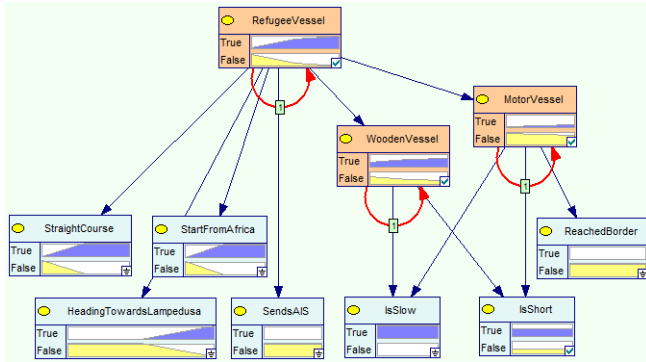 RefugeeVessel
True
False
1
MotorVessel
True
False
1
WoodenVessel
True
False
1
StraightCourse
True
False
StartFromAfrica
True
False
ReachedBorder
True
False
HeadingTowardsLampedusa
True
False
SendsAIS
True
False
IsSlow
True
False
IsShort
True
False